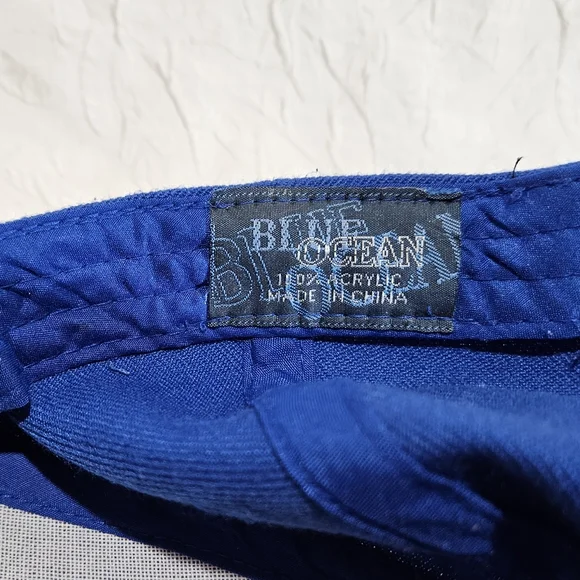 BLUE
OCEAN
100% ACRYLIC
MADE IN CHINA